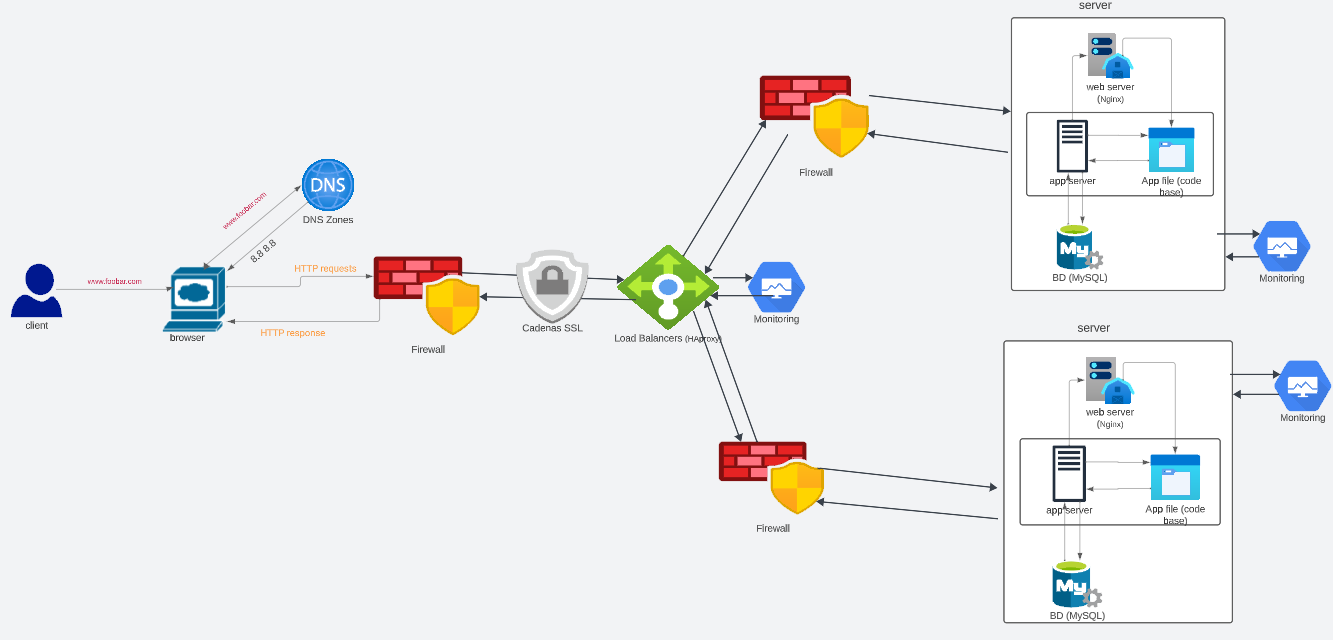 server
web server
(Nginx)
app server
App file (code
base)
My
BD (MySQL)
Monitoring
Firewall
DNS
DNS Zones
www.foobar.com
8.8 8.8
client
www.foobar.com
browser
HTTP requests
HTTP response
Firewall
Cadenas SSL
Load Balancers (HAproxy)
Monitoring
server
web server
(Nginx)
app server
App file (code
base)
My
BD (MySQL)
Monitoring
Firewall